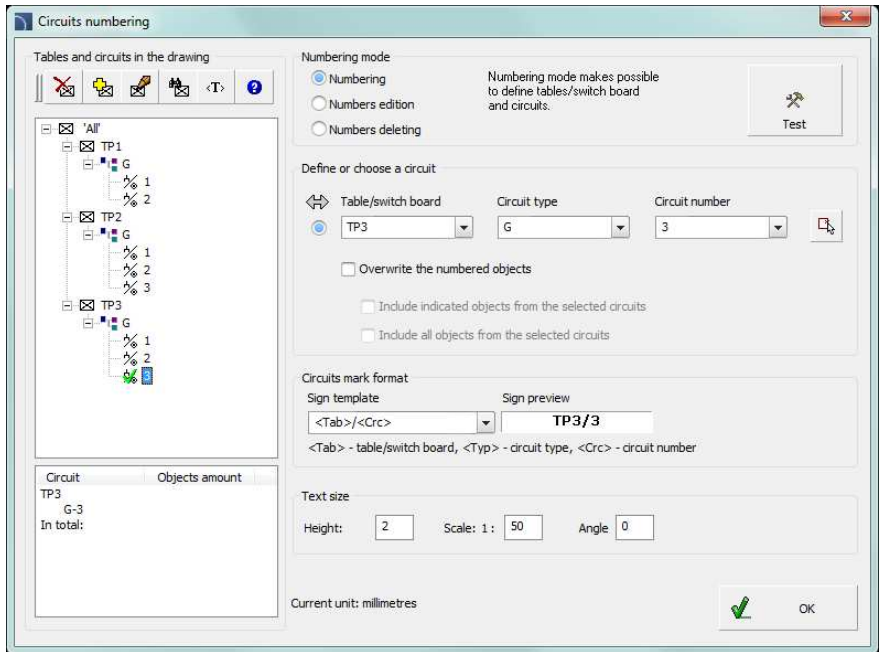 Circuits numbering
Tables and circuits in the drawing
<T>
'All'
TP1
G
1
2
TP2
G
1
2
3
TP3
G
1
2
3
Circuit Objects amount
TP3
G-3
In total:
Numbering mode
Numbering
Numbers edition
Numbers deleting
Numbering mode makes possible
to define tables/switch board
and circuits.
Test
Define or choose a circuit
Table/switch board Circuit type Circuit number
TP3 G 3
Overwrite the numbered objects
Include indicated objects from the selected circuits
Include all objects from the selected circuits
Circuits mark format
Sign template Sign preview
<Tab>/<Crc> TP3/3
<Tab> - table/switch board, <Typ> - circuit type, <Crc> - circuit number
Text size
Height: 2 Scale: 1 : 50 Angle 0
Current unit: millimetres
OK